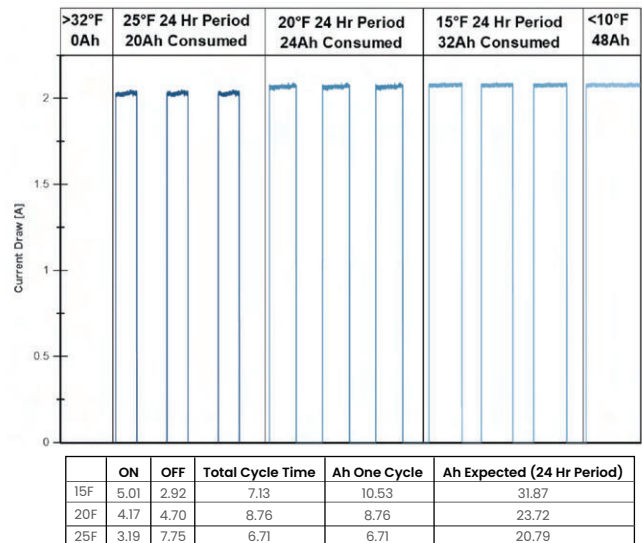 >32°F
0Ah
25°F 24 Hr Period
20Ah Consumed
20°F 24 Hr Period
24Ah Consumed
15°F 24 Hr Period
32Ah Consumed
<10°F
48Ah
Current Draw [A]
2
1.5
1
0.5
0
ON OFF Total Cycle Time Ah One Cycle Ah Expected (24 Hr Period)
15F 5.01 2.92 7.13 10.53 31.87
20F 4.17 4.70 8.76 8.76 23.72
25F 3.19 7.75 6.71 6.71 20.79